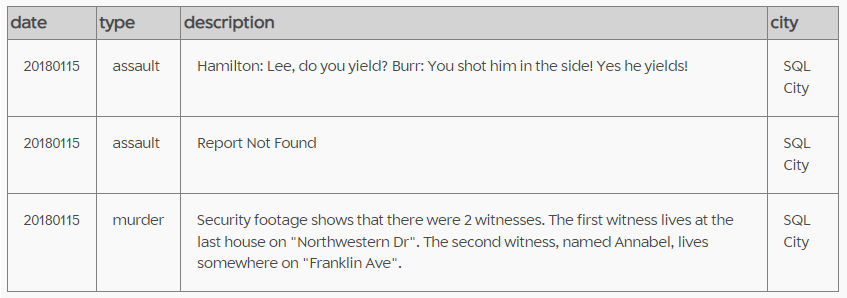 date type description city
20180115 assault Hamilton: Lee, do you yield? Burr: You shot him in the side! Yes he yields! SQL
City
20180115 assault Report Not Found SQL
City
20180115 murder Security footage shows that there were 2 witnesses. The first witness lives at the SQL
last house on "Northwestern Dr". The second witness, named Annabel, lives City
somewhere on "Franklin Ave".